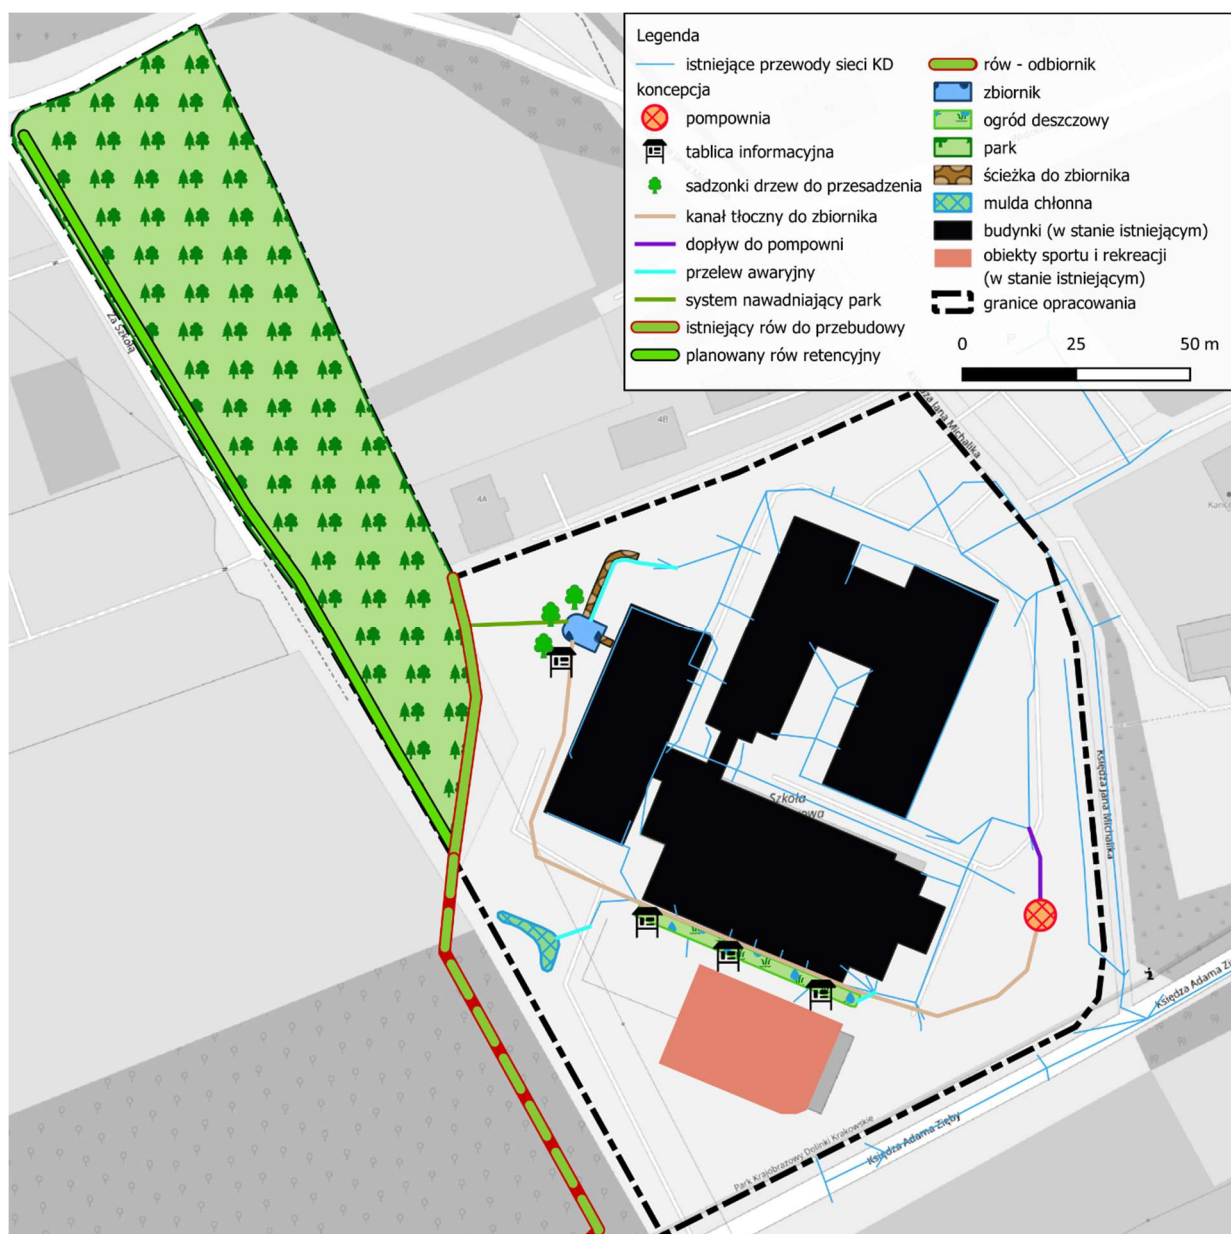 Legenda
istniejące przewody sieci KD
koncepcja
pompownia
tablica informacyjna
sadzonki drzew do przesadzenia
kanał tłoczny do zbiornika
dopływ do pompowni
przelew awaryjny
system nawadniający park
istniejący rów do przebudowy
planowany rów retencyjny
rów - odbiornik
zbiornik
ogród deszczowy
park
ścieżka do zbiornika
mulda chłonna
budynki (w stanie istniejącym)
obiekty sportu i rekreacji
(w stanie istniejącym)
granice opracowania
0 25 50 m
Za Szkołą
4B
4A
Księdza Jana Michalika
Księdza Jana Michalika
Szkoła
Księdza Adama
Księdza Adama Zięby
Park Krajobrazowy Dolinki Krakowskie